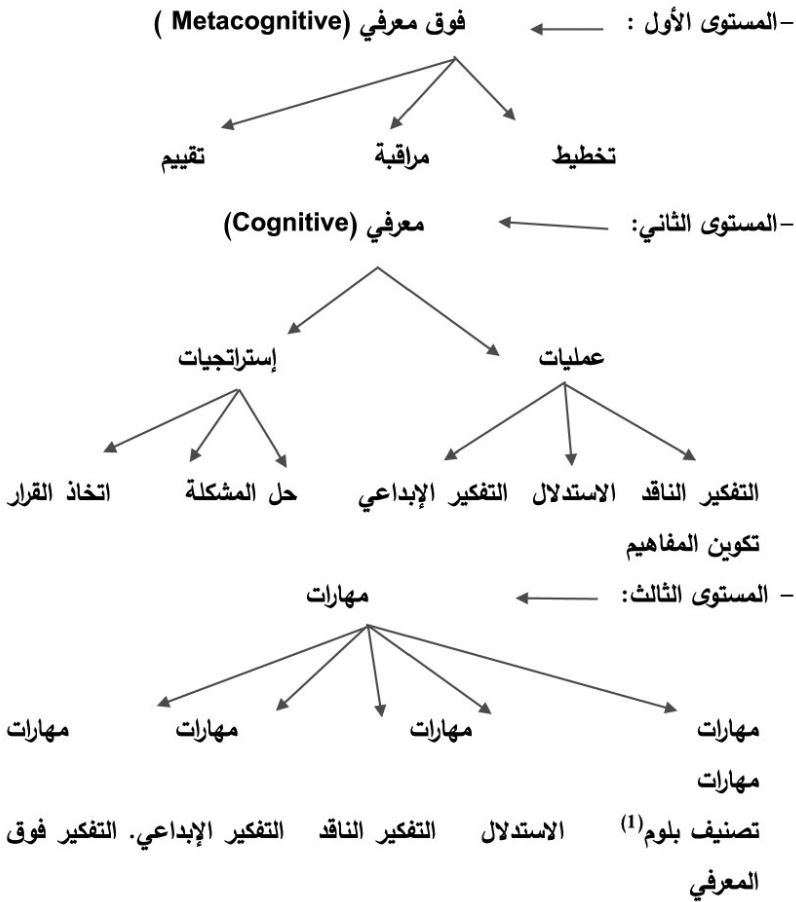 -المستوى الأول : فوق معرفي (Metacognitive )
تخطيط مراقبة تقييم
-المستوى الثاني: معرفي (Cognitive)
عمليات إستراتجيات
التفكير الناقد الاستدلال التفكير الإبداعي حل المشكلة اتخاذ القرار
تكوين المفاهيم
- المستوى الثالث: مهارات
مهارات مهارات مهارات مهارات
مهارات
تصنيف بلوم(1) الاستدلال التفكير الناقد التفكير الإبداعي. التفكير فوق
المعرفي